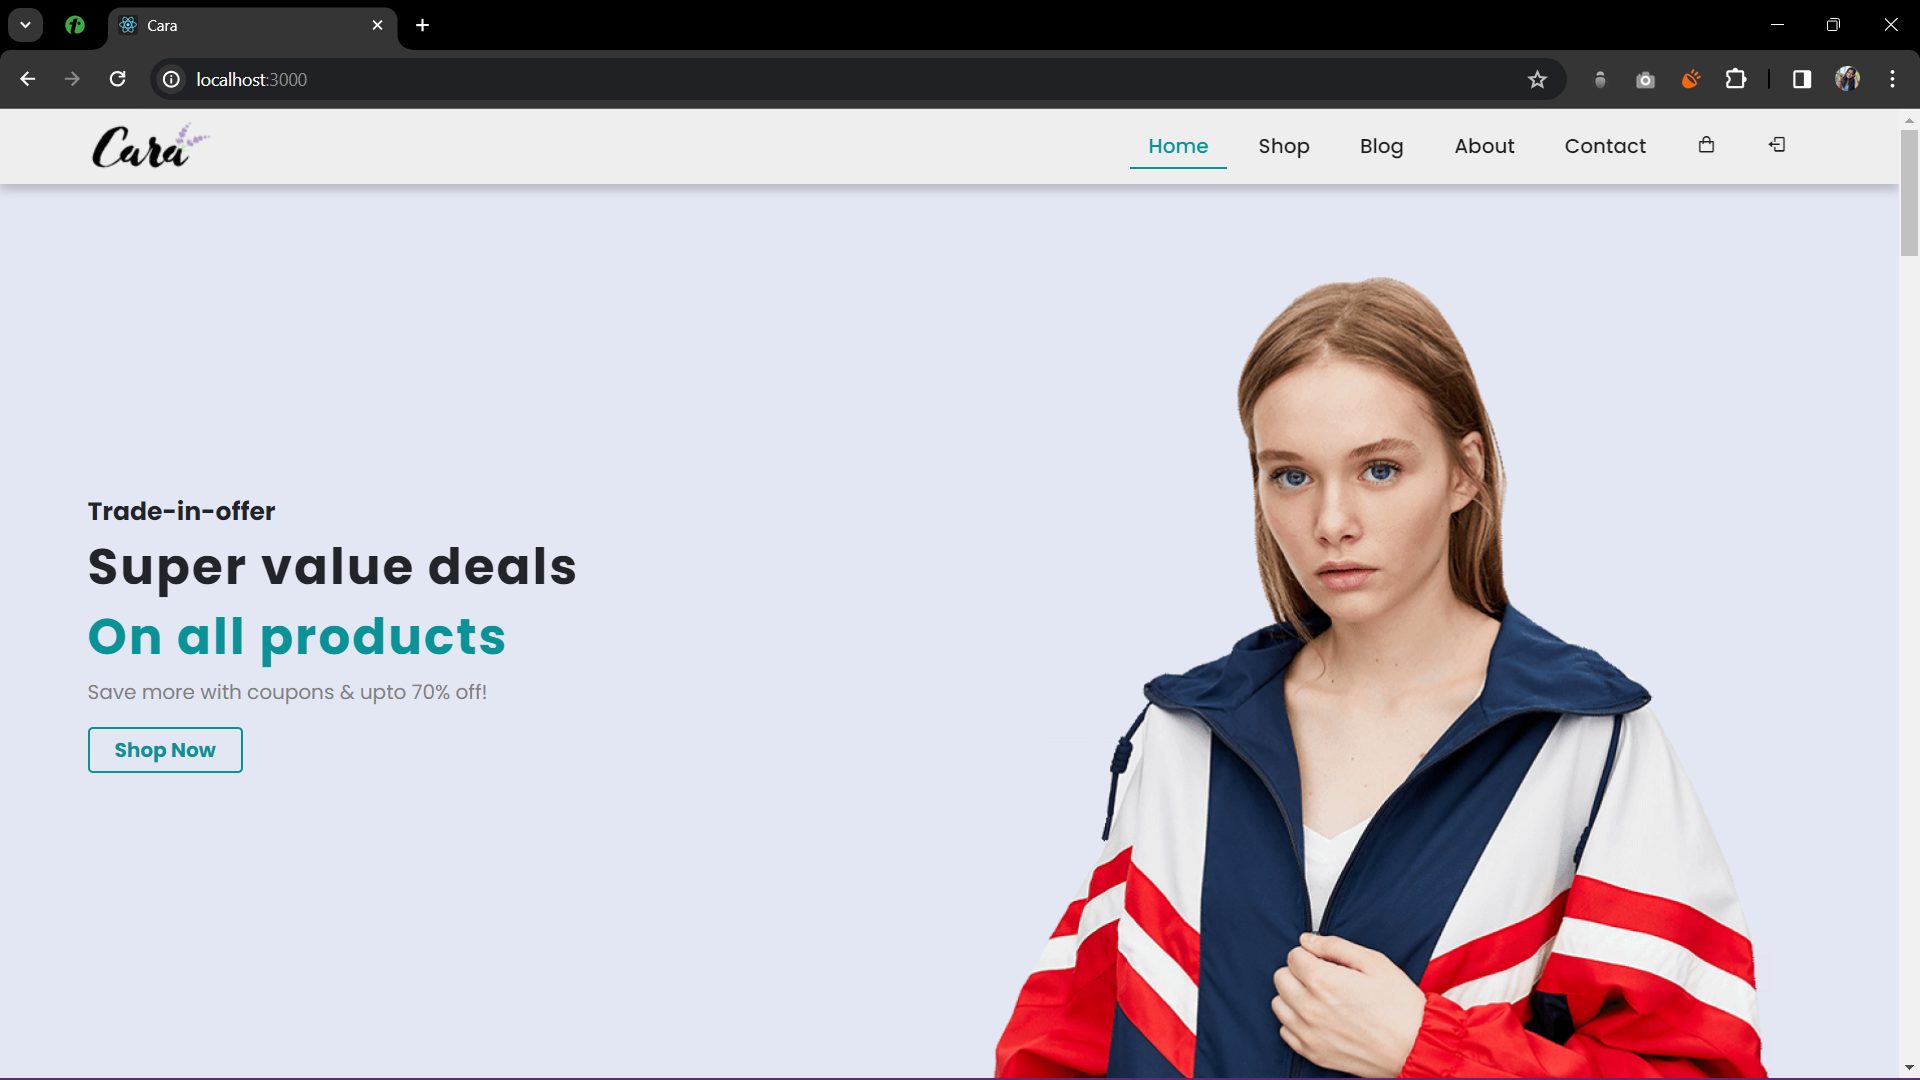 Cara
localhost:3000
Cara
Home Shop Blog About Contact
Trade-in-offer
Super value deals
On all products
Save more with coupons & upto 70% off!
Shop Now